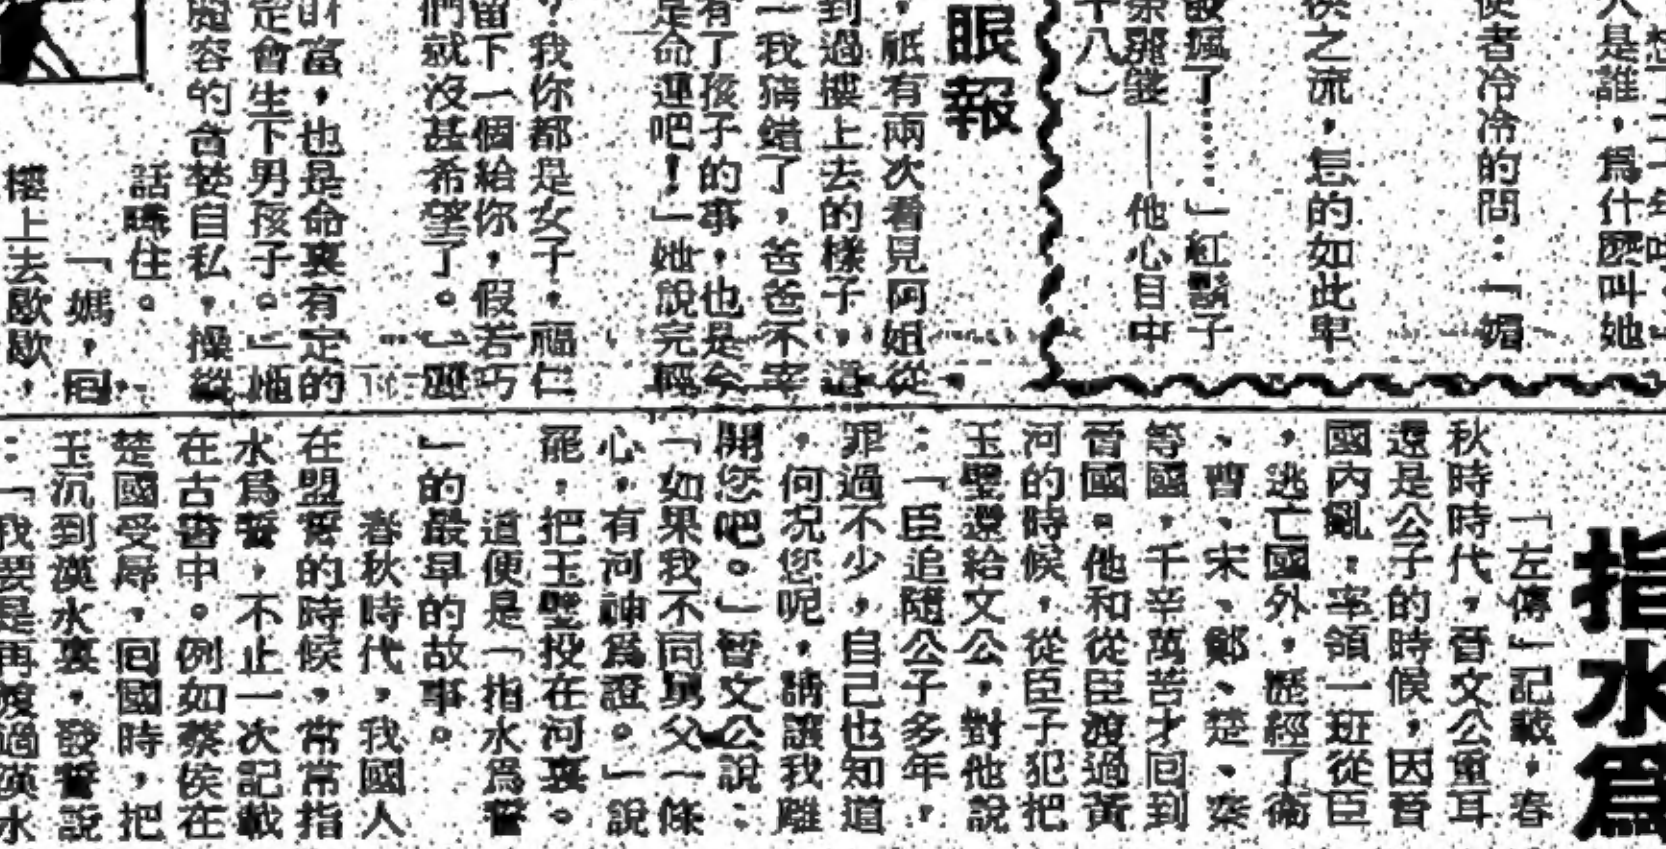 想了一
人是誰，爲什麽叫她
使者冷冷的問：「媚
侯之流，怎的如此卑
瘋了……」紅鬍子
——他心目中
十八）
眼報
，祇有兩次看見阿姐從
到過樓上去的樣子，這
一我猜錯了，爸爸不幸
有了孩子的事，也是命
是命運吧！」她說完輕
？我你都是女子，福仁
留下一個給你，假若巧
們就沒甚希望了。」
財富，也是命裏有定的
定會生下男孩子。」她
容的貪婪自私，操縱
話嚥住。
「媽，回
樓上去歇歇，
指水爲
「左傳」記載，春
秋時時代，晉文公重耳
還是公子的時候，因晉
國內亂，率領一班從臣
，逃亡國外，歷經了衞
、曹、宋、鄭、楚、秦
等國，千辛萬苦才回到
晉國。他和從臣渡過黃
河的時候，從臣子犯把
玉璧還給文公，對他說
：「臣追隨公子多年，
罪過不少，自己也知道
，何况您呢，請讓我離
開您吧。」晉文公說：
「如果我不同舅父一條
心，有河神爲證。」說
罷，把玉璧投在河裏。
這便是「指水爲誓
」的最早的故事。
春秋時代，我國人
在盟誓的時候，常常指
水爲誓，不止一次記載
在古書中。例如蔡侯在
楚國受辱，回國時，把
玉沉到漢水裏，發誓說
：「我要是再渡過漢水